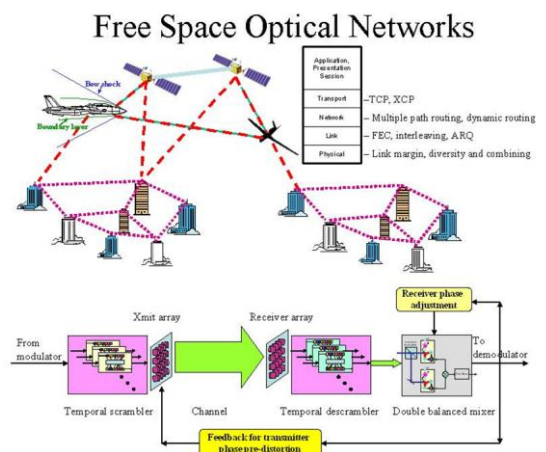 Free Space Optical Networks
Bow shock
Boundary layer
Application,
Presentation
Session
Transport
–TCP, XCP
Network
– Multiple path routing, dynamic routing
Link
– FEC, interleaving, ARQ
Physical
– Link margin, diversity and combining
Receiver phase
adjustment
Xmit array
Receiver array
From
modulator
To
demodulator
Temporal scrambler
Channel
Temporal descrambler
Double balanced mixer
Feedback for transmitter
phase pre-distortion